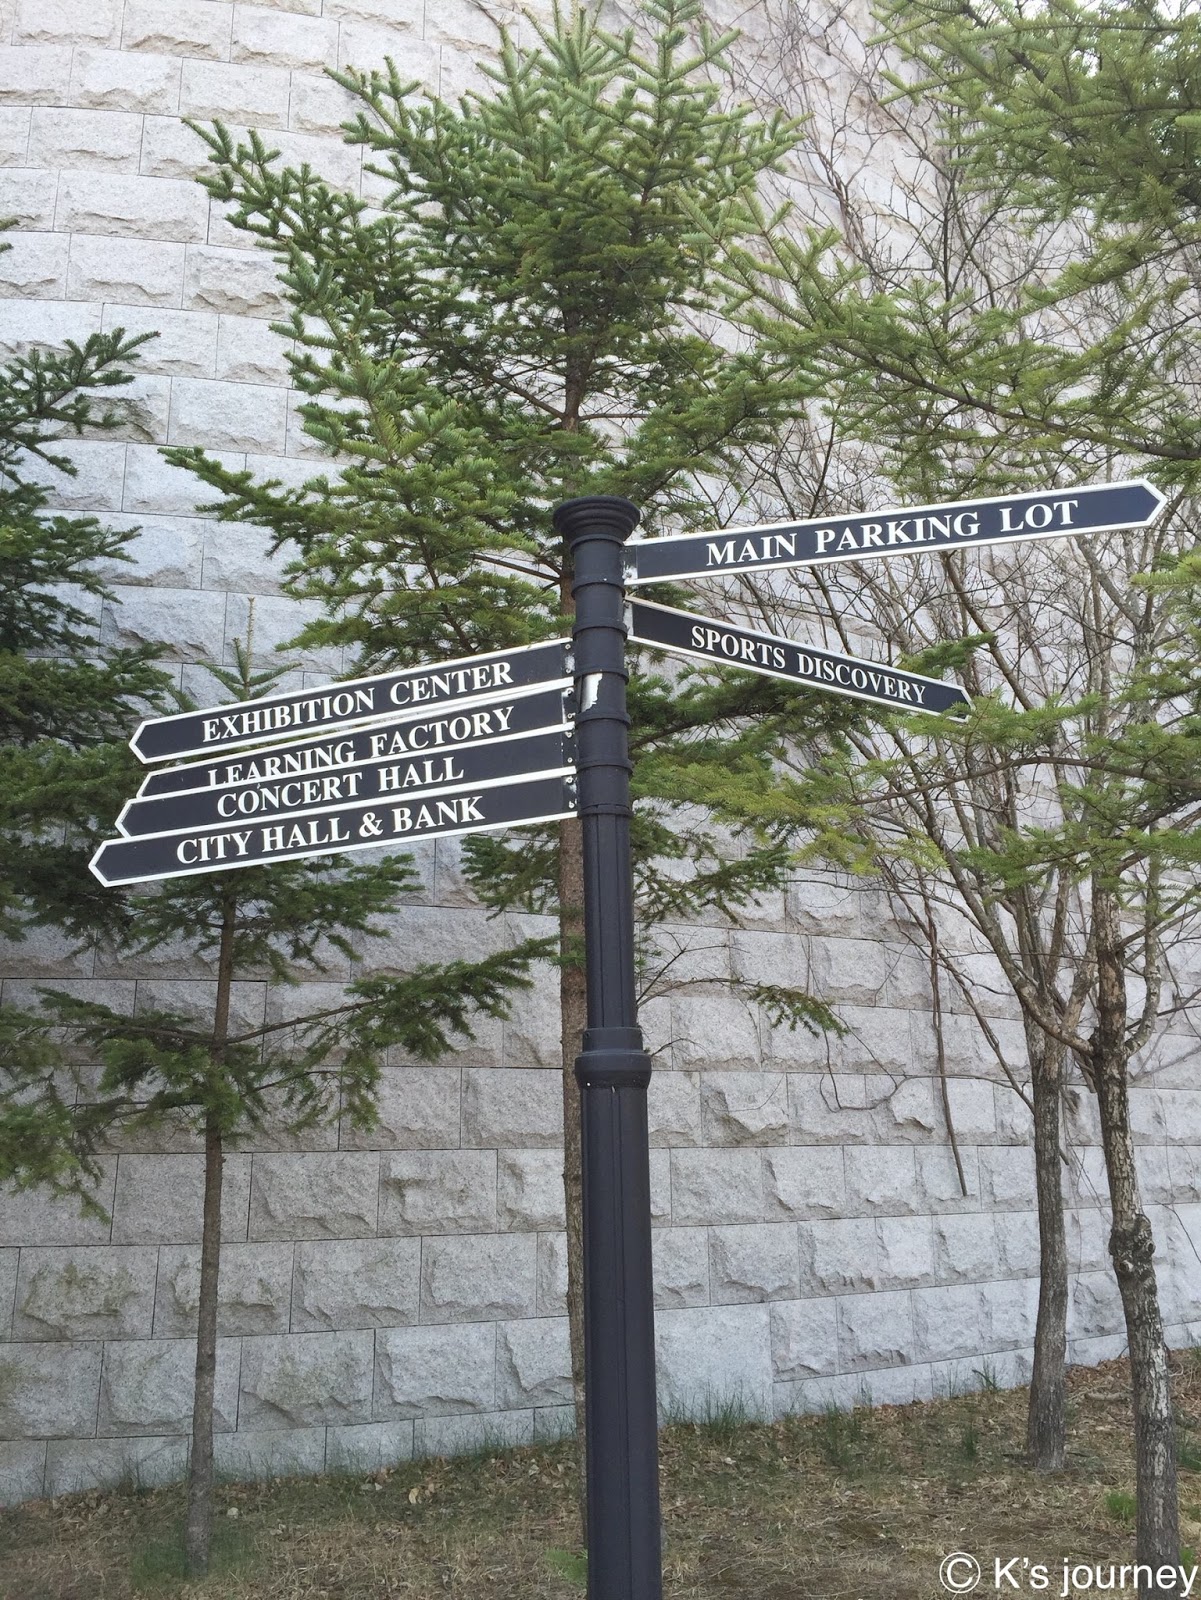 MAIN PARKING LOT
SPORTS DISCOVERY
EXHIBITION CENTER
LEARNING FACTORY
CONCERT HALL
CITY HALL & BANK
© K's journey